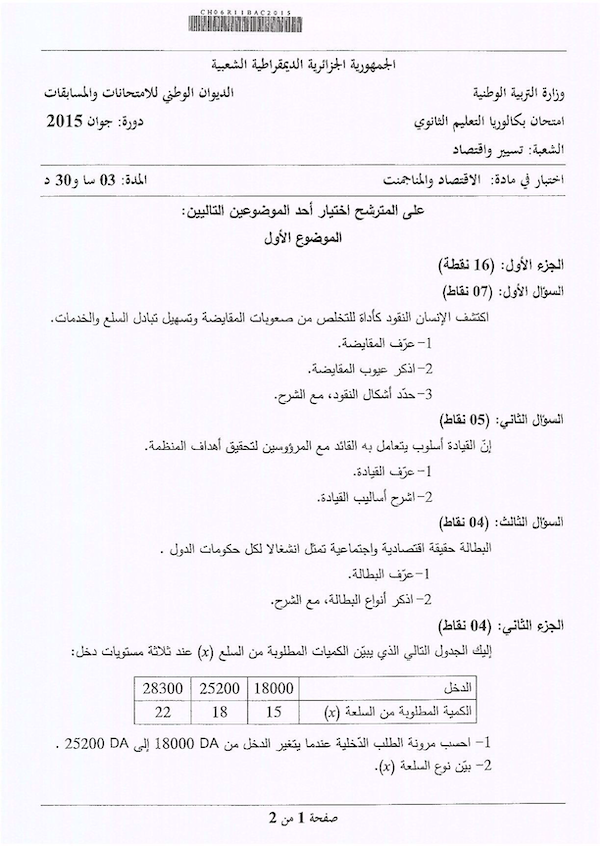 CH06R11BAC2015
الجمهورية الجزائرية الديمقراطية الشعبية
وزارة التربية الوطنية الديوان الوطني للامتحانات والمسابقات
امتحان بكالوريا التعليم الثانوي دورة: جوان 2015
الشعبة: تسيير واقتصاد
اختبار في مادة: الاقتصاد والمناجمنت المدة: 03 سا و30 د
على المترشح اختيار أحد الموضوعين التاليين:
الموضوع الأول
الجزء الأول: (16 نقطة)
السؤال الأول: (07 نقاط)
اكتشف الإنسان النقود كأداة للتخلص من صعوبات المقايضة وتسهيل تبادل السلع والخدمات.
1- عرّف المقايضة.
2- اذكر عيوب المقايضة.
3- حدّد أشكال النقود، مع الشرح.
السؤال الثاني: (05 نقاط)
إنّ القيادة أسلوب يتعامل به القائد مع المرؤوسين لتحقيق أهداف المنظمة.
1- عرّف القيادة.
2- اشرح أساليب القيادة.
السؤال الثالث: (04 نقاط)
البطالة حقيقة اقتصادية واجتماعية تمثل انشغالا لكل حكومات الدول .
1- عرّف البطالة.
2- اذكر أنواع البطالة، مع الشرح.
الجزء الثاني: (04 نقاط)
إليك الجدول التالي الذي يبيّن الكميات المطلوبة من السلع (x) عند ثلاثة مستويات دخل:
الدخل 18000 25200 28300
الكمية المطلوبة من السلعة (x) 15 18 22
1- احسب مرونة الطلب الدّخلية عندما يتغير الدخل من 18000 DA إلى 25200 DA .
2- بيّن نوع السلعة (x).
صفحة 1 من 2